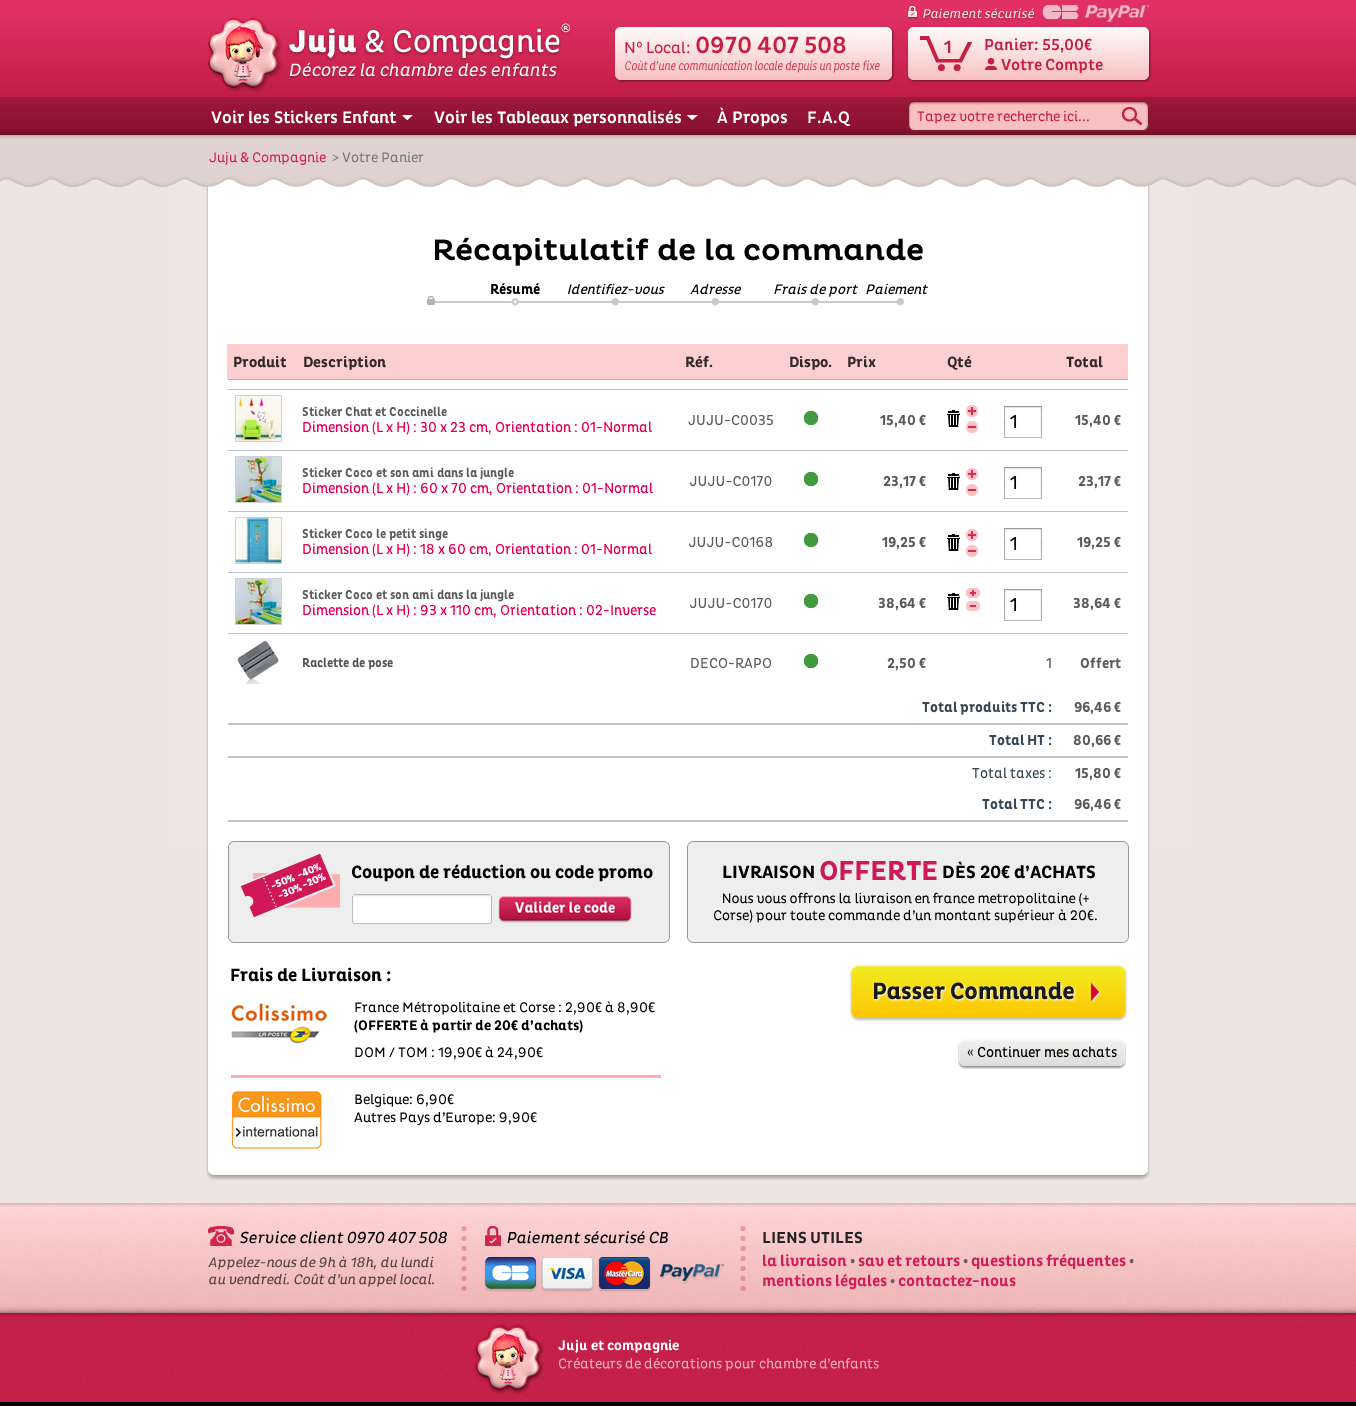 Paiement sécurisé PayPal
Juju & Compagnie®
Décorez la chambre des enfants
N° Local: 0970 407 508
Coût d'une communication locale depuis un poste fixe
1
Panier: 55,00€
Votre Compte
Voir les Stickers Enfant Voir les Tableaux personnalisés À Propos F.A.Q
Tapez votre recherche ici...
Juju & Compagnie > Votre Panier
Récapitulatif de la commande
Résumé Identifiez-vous Adresse Frais de port Paiement
Produit Description Réf. Dispo. Prix Qté Total
Sticker Chat et Coccinelle
Dimension (L x H) : 30 x 23 cm, Orientation : 01-Normal JUJU-C0035 15,40 € 1 15,40 €
Sticker Coco et son ami dans la jungle
Dimension (L x H) : 60 x 70 cm, Orientation : 01-Normal JUJU-C0170 23,17 € 1 23,17 €
Sticker Coco le petit singe
Dimension (L x H) : 18 x 60 cm, Orientation : 01-Normal JUJU-C0168 19,25 € 1 19,25 €
Sticker Coco et son ami dans la jungle
Dimension (L x H) : 93 x 110 cm, Orientation : 02-Inverse JUJU-C0170 38,64 € 1 38,64 €
Raclette de pose DECO-RAPO 2,50 € 1 Offert
Total produits TTC : 96,46 €
Total HT : 80,66 €
Total taxes : 15,80 €
Total TTC : 96,46 €
-50% -40%
-30% -20%
Coupon de réduction ou code promo
Valider le code
LIVRAISON OFFERTE DÈS 20€ d'ACHATS
Nous vous offrons la livraison en france metropolitaine (+
Corse) pour toute commande d'un montant supérieur à 20€.
Frais de Livraison :
Colissimo
LA POSTE
France Métropolitaine et Corse : 2,90€ à 8,90€
(OFFERTE à partir de 20€ d'achats)
DOM / TOM : 19,90€ à 24,90€
Passer Commande
« Continuer mes achats
Colissimo
international
Belgique: 6,90€
Autres Pays d'Europe: 9,90€
Service client 0970 407 508
Appelez-nous de 9h à 18h, du lundi
au vendredi. Coût d'un appel local.
Paiement sécurisé CB
CB VISA MasterCard PayPal
LIENS UTILES
la livraison • sav et retours • questions fréquentes •
mentions légales • contactez-nous
Juju et compagnie
Créateurs de décorations pour chambre d'enfants